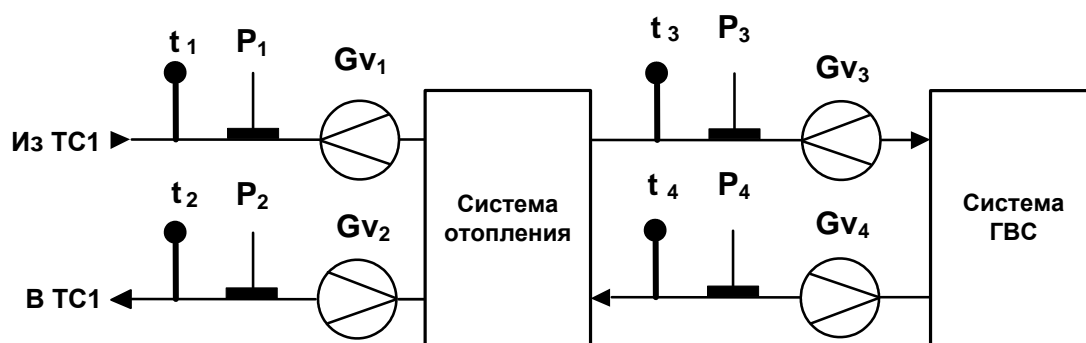 t 1 P1 Gv1 t 3 P3 Gv3
Из ТС1
t 2 P2 Gv2 t 4 P4 Gv4
Система
отопления
Система
ГВС
В ТС1